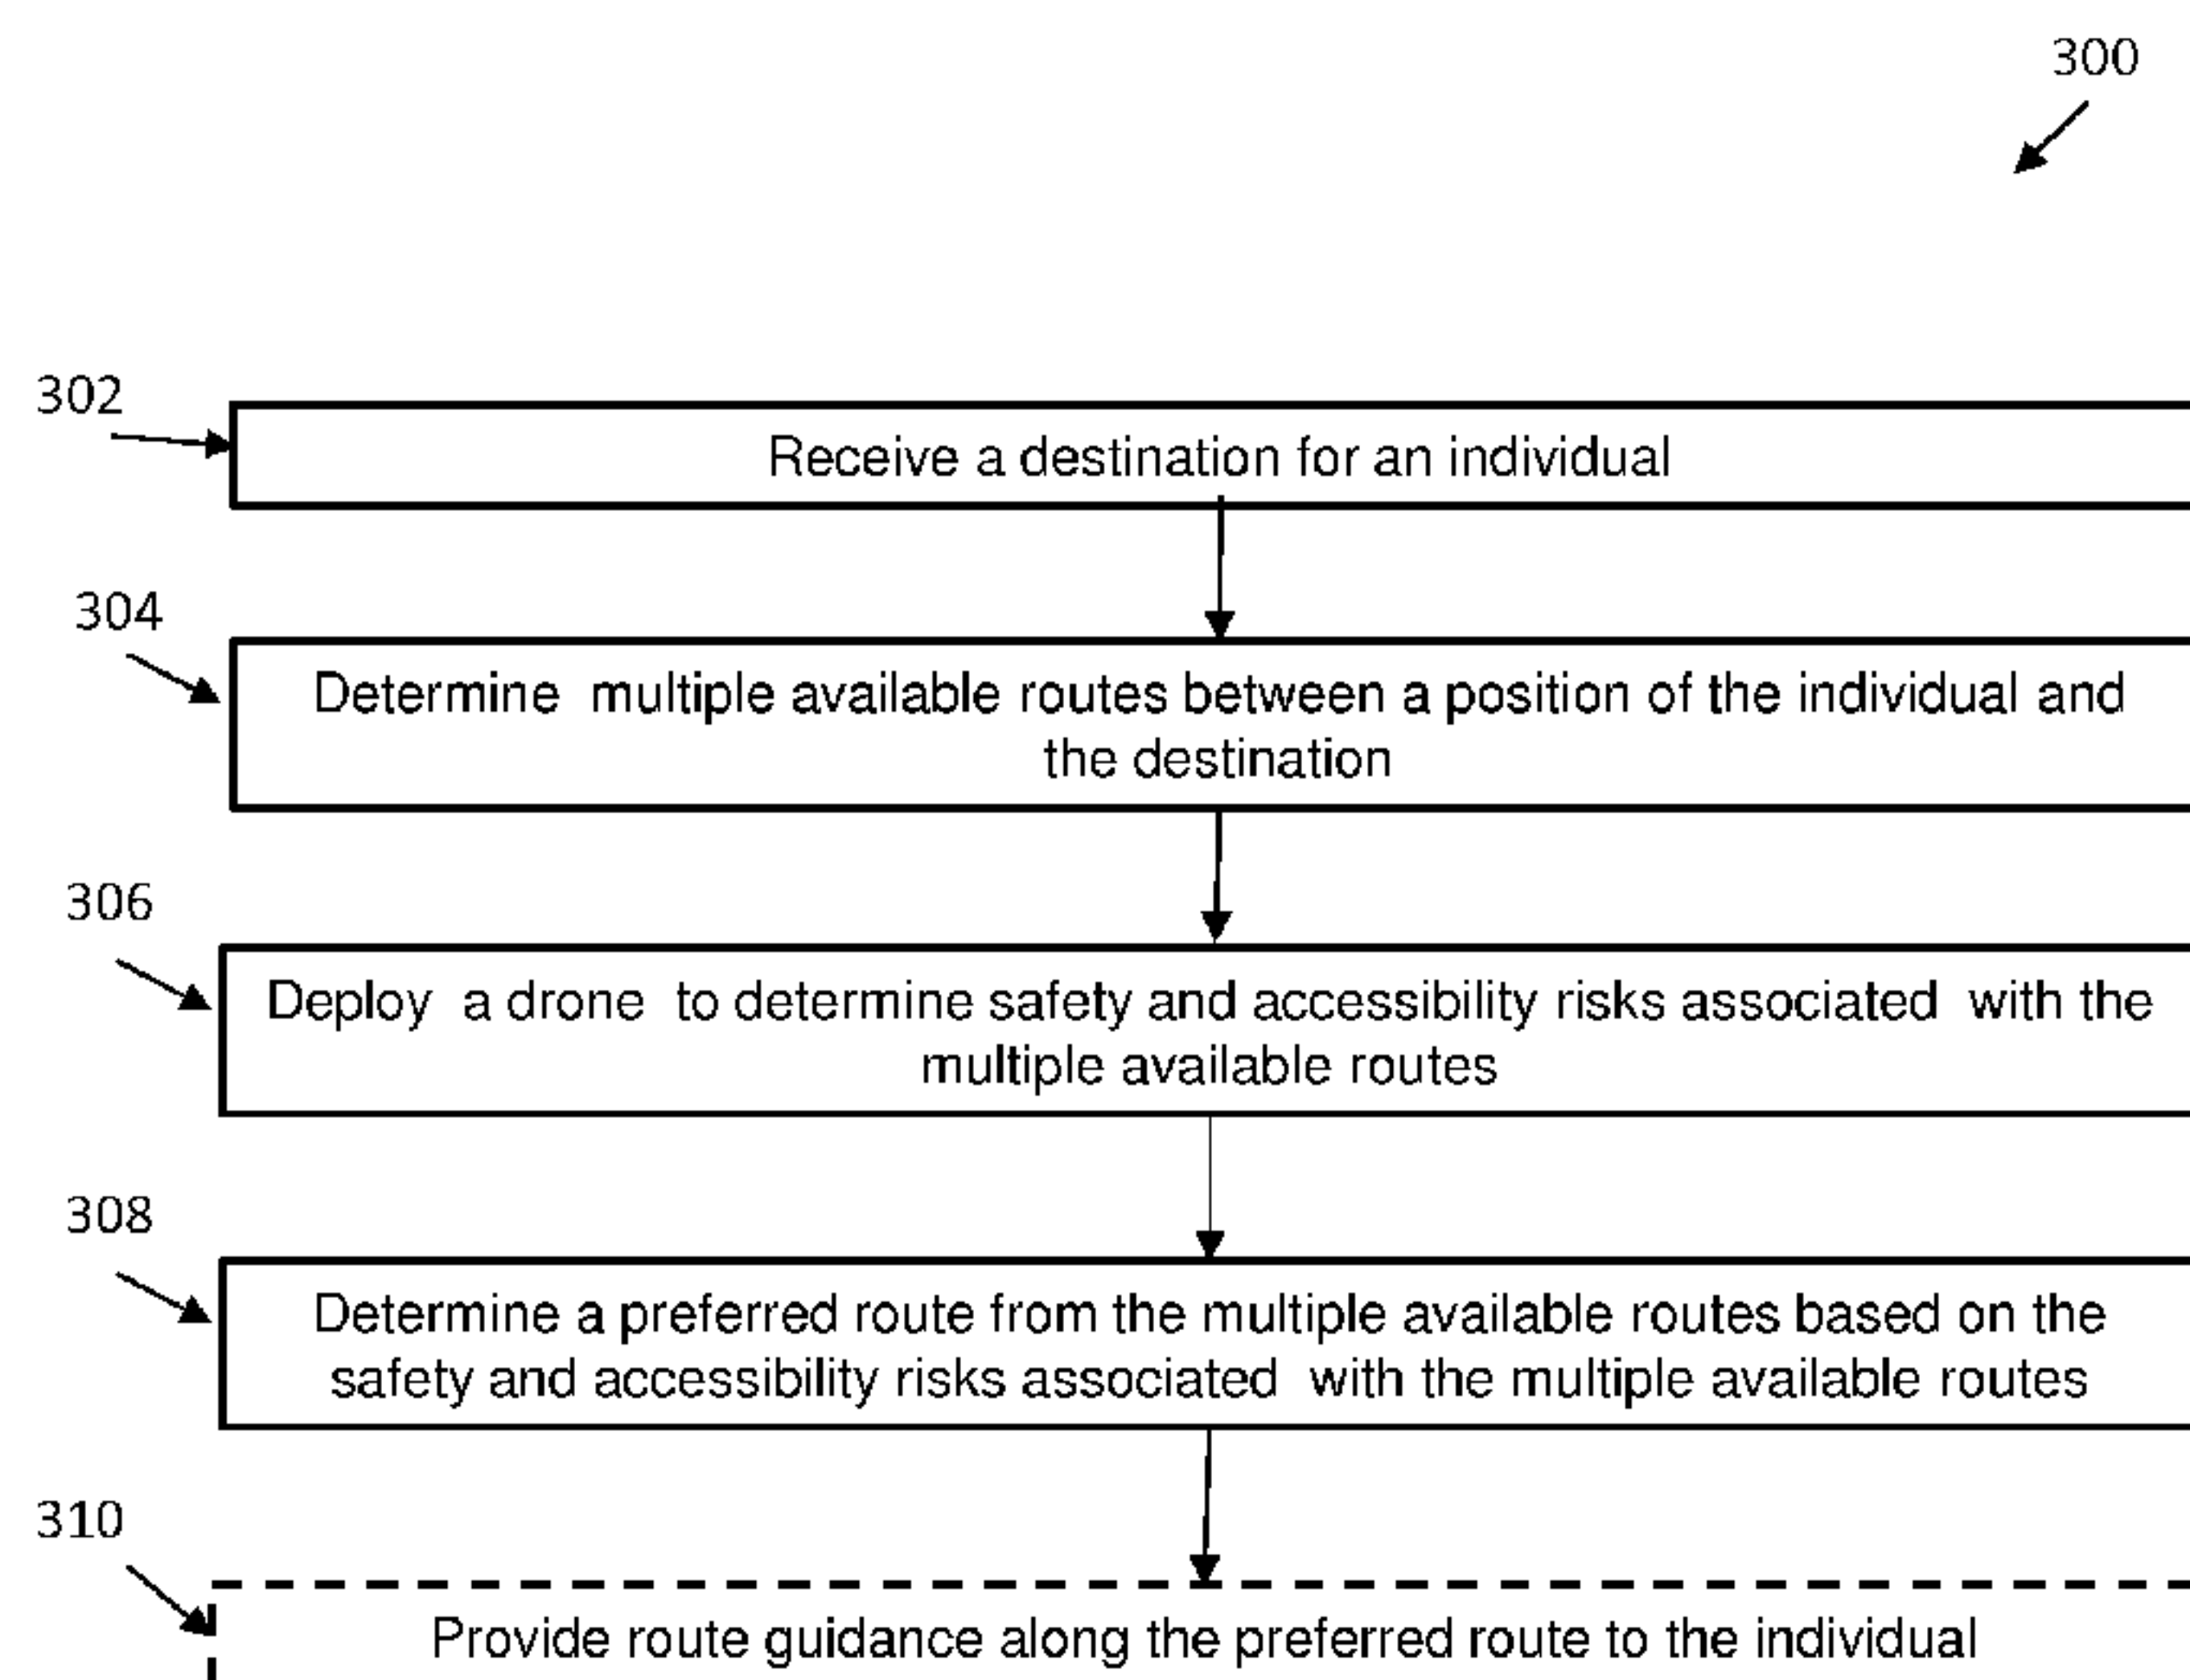 300
302
Receive a destination for an individual
304
Determine multiple available routes between a position of the individual and
the destination
306
Deploy a drone to determine safety and accessibility risks associated with the
multiple available routes
308
Determine a preferred route from the multiple available routes based on the
safety and accessibility risks associated with the multiple available routes
310
Provide route guidance along the preferred route to the individual